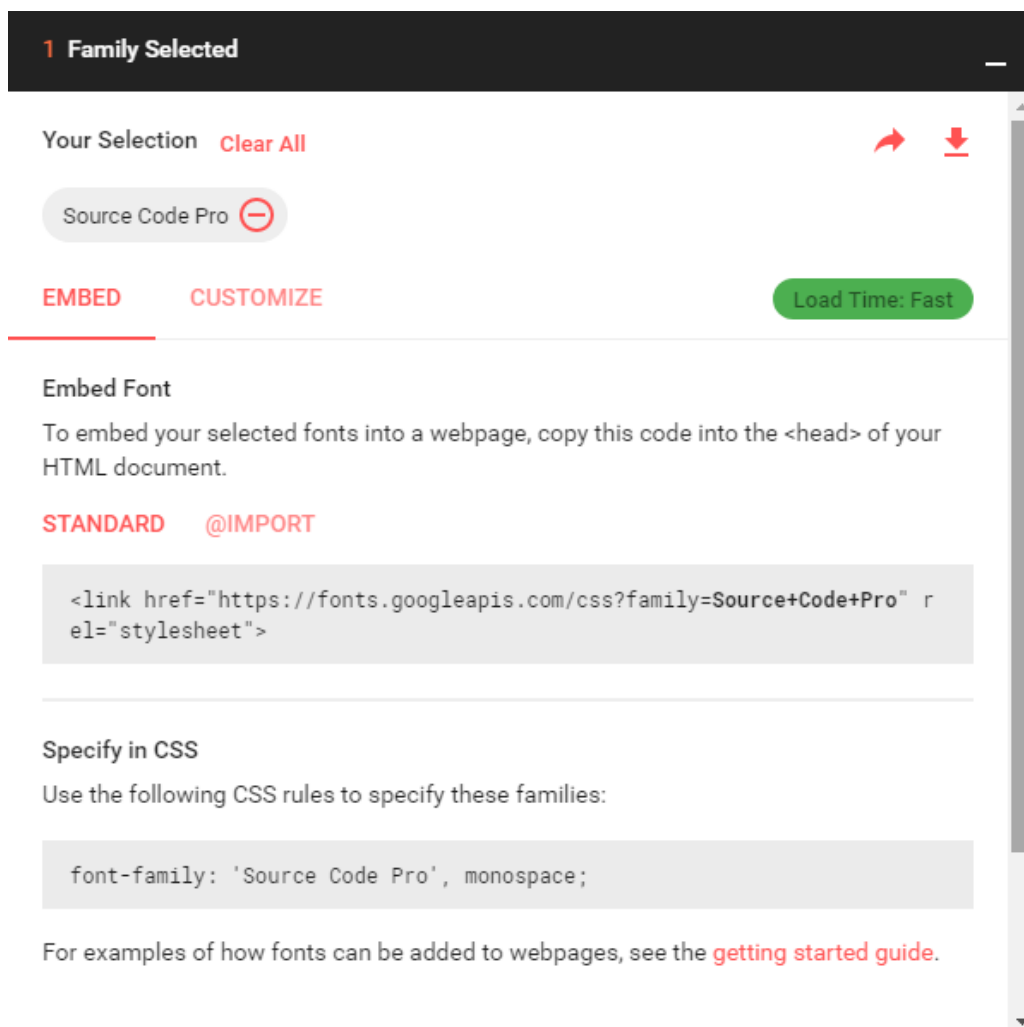 1 Family Selected
Your Selection Clear All
Source Code Pro
EMBED CUSTOMIZE Load Time: Fast
Embed Font
To embed your selected fonts into a webpage, copy this code into the <head> of your
HTML document.
STANDARD @IMPORT
<link href="https://fonts.googleapis.com/css?family=Source+Code+Pro" r
el="stylesheet">
Specify in CSS
Use the following CSS rules to specify these families:
font-family: 'Source Code Pro', monospace;
For examples of how fonts can be added to webpages, see the getting started guide.